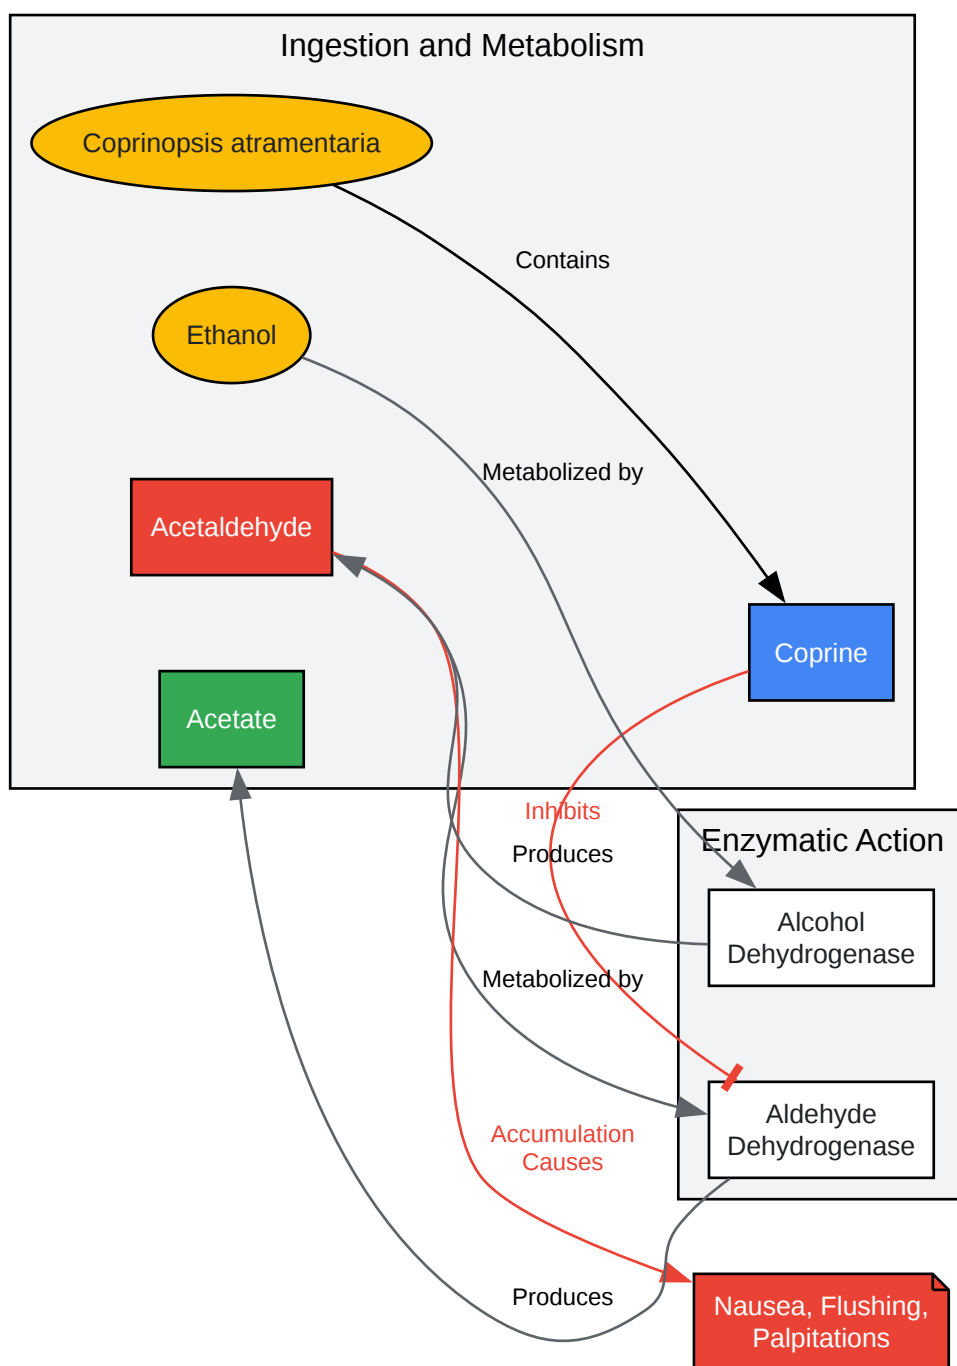 Ingestion and Metabolism
Coprinopsis atramentaria
Contains
Ethanol
Metabolized by
Acetaldehyde
Coprine
Acetate
Inhibits
Produces
Enzymatic Action
Alcohol
Dehydrogenase
Metabolized by
Aldehyde
Dehydrogenase
Accumulation
Causes
Produces
Nausea, Flushing,
Palpitations